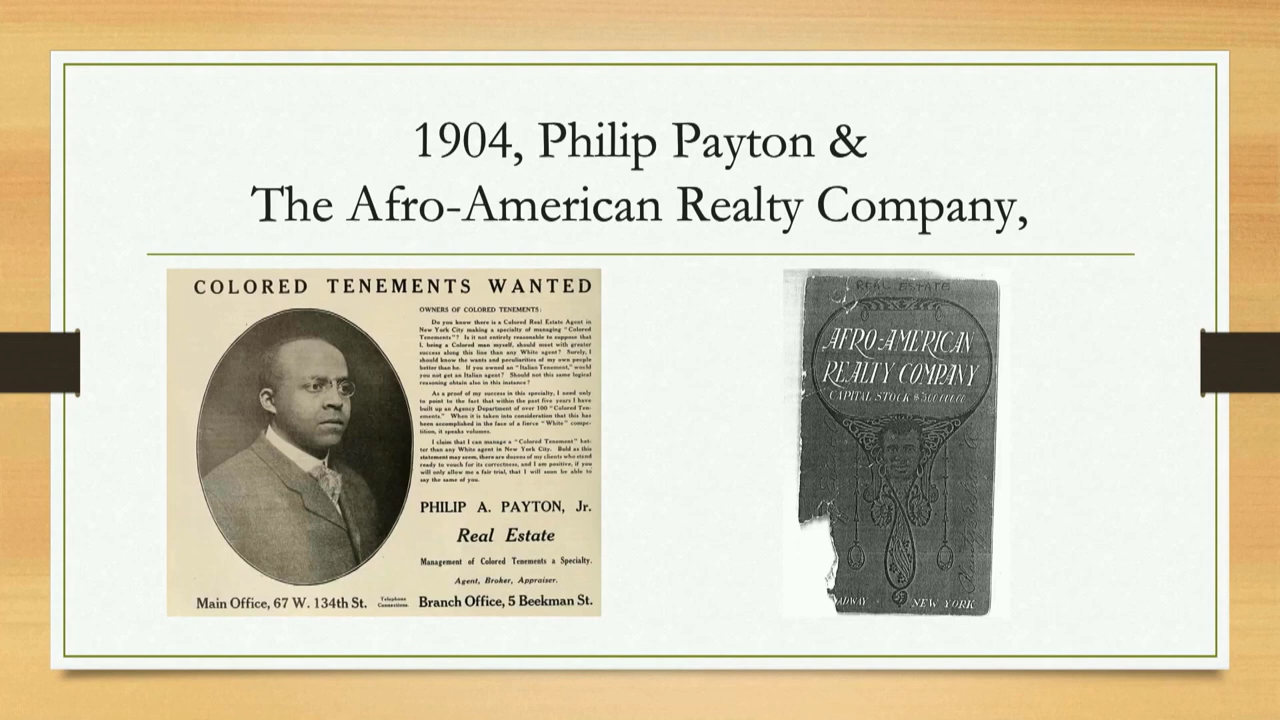 1904, Philip Payton &
The Afro-American Realty Company,
COLORED TENEMENTS WANTED
OWNERS OF COLORED TENEMENTS:
Do you know there is a Colored Real Estate Agent in
New York City making a specialty of managing "Colored
Tenements"? Is it not entirely reasonable to suppose that
I, being a Colored man myself, should meet with greater
success along this line than any White agent? Surely, I
should know the wants and peculiarities of my own people
better than he. If you owned an "Italian Tenement," would
you not get an Italian agent? Should not this same logical
reasoning obtain also in this instance?
As a proof of my success in this specialty, I need only
to point to the fact that within the past five years I have
built up an Agency Department of over 100 "Colored Ten-
ements." When it is taken into consideration that this has
been accomplished in the face of a fierce "White" compe-
tition, it speaks volumes.
I claim that I can manage a "Colored Tenement" bet-
ter than any White agent in New York City. Bold as this
statement may seem, there are dozens of my clients who stand
ready to vouch for its correctness, and I am positive, if you
will only allow me a fair trial, that I will soon be able to
say the same of you.
PHILIP A. PAYTON, Jr.
Real Estate
Management of Colored Tenements a Specialty.
Agent, Broker, Appraiser.
Main Office, 67 W. 134th St.
Telephone
Connections.
Branch Office, 5 Beekman St.
REAL ESTATE
AFRO-AMERICAN
REALTY COMPANY
CAPITAL STOCK
NEW YORK